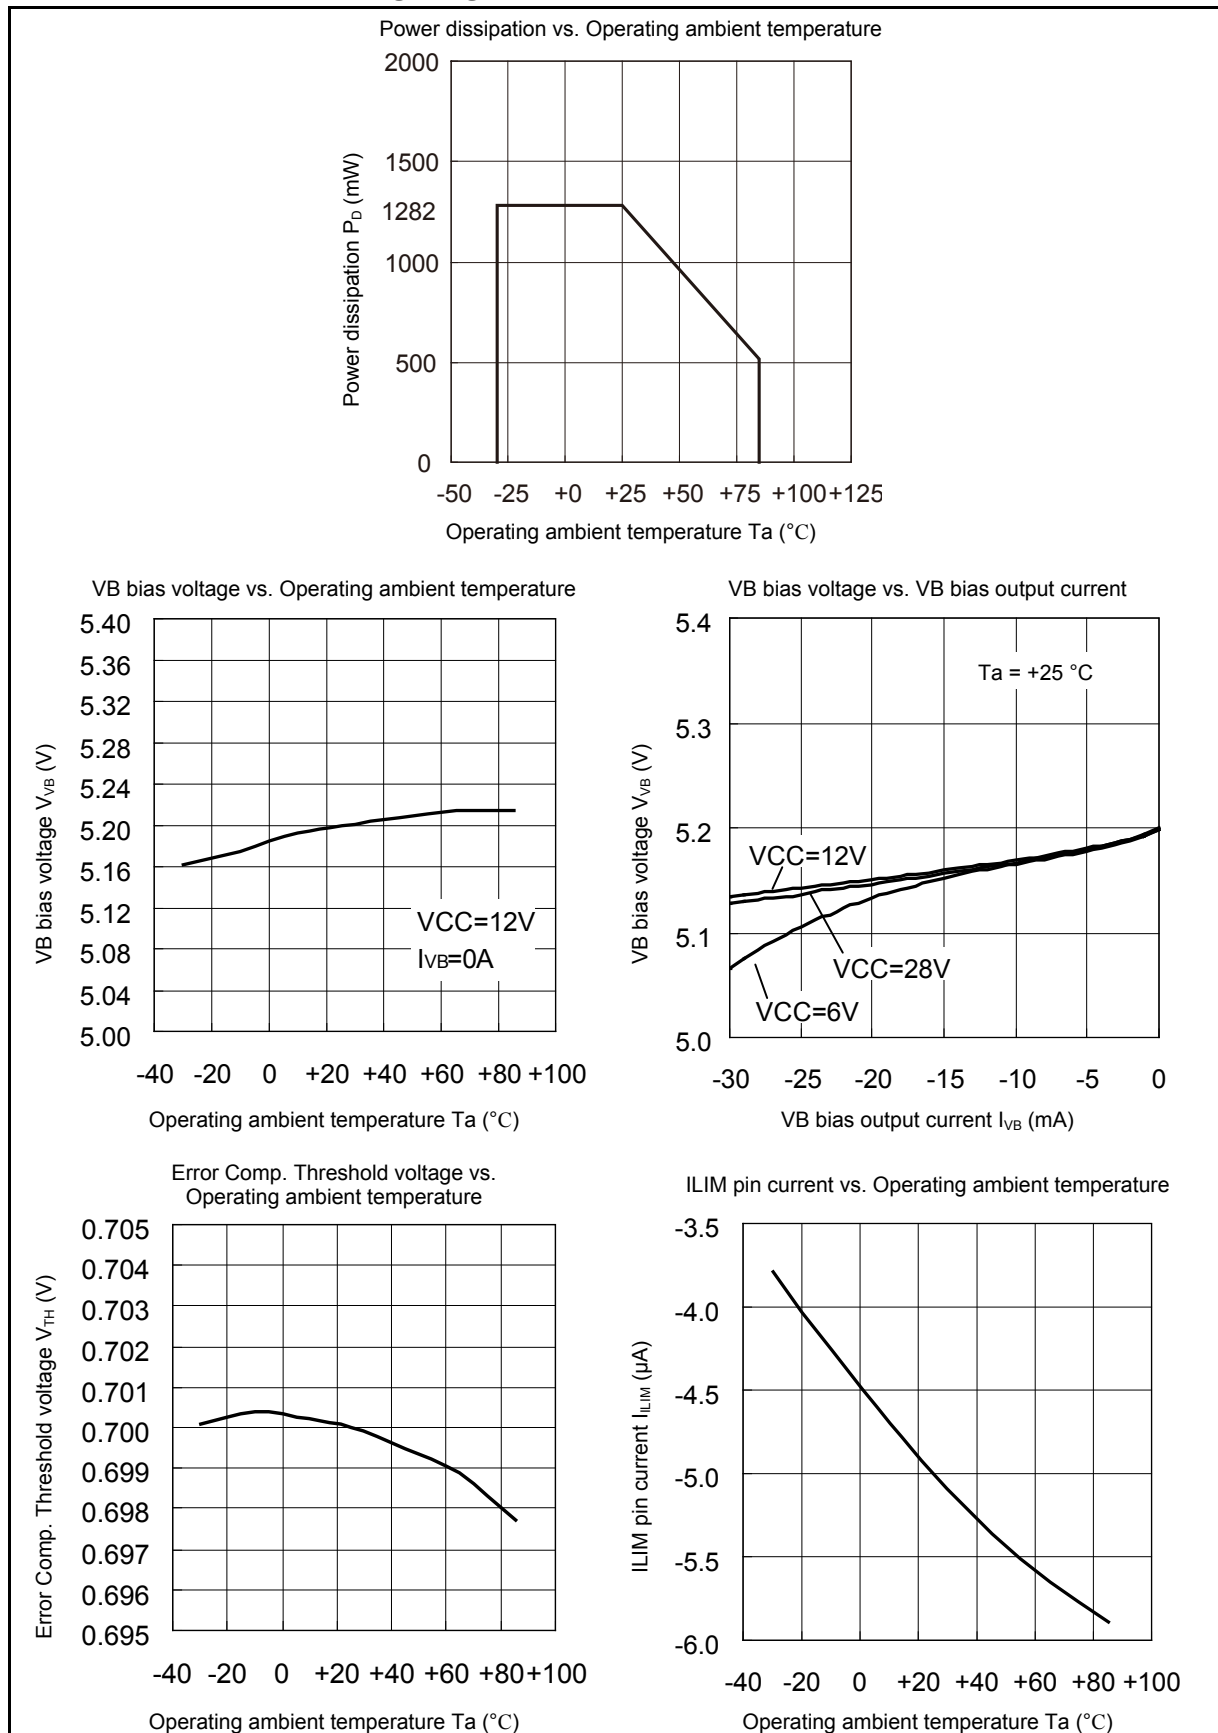 Power dissipation vs. Operating ambient temperature
2000
1500
1282
1000
500
0
Power dissipation PD (mW)
-50 -25 +0 +25 +50 +75 +100 +125
Operating ambient temperature Ta (°C)
VB bias voltage vs. Operating ambient temperature
5.40
5.36
5.32
5.28
5.24
5.20
5.16
5.12
5.08
5.04
5.00
VB bias voltage VVB (V)
VCC=12V
IVB=0A
-40 -20 0 +20 +40 +60 +80 +100
Operating ambient temperature Ta (°C)
VB bias voltage vs. VB bias output current
5.4
5.3
5.2
5.1
5.0
VB bias voltage VVB (V)
Ta = +25 °C
VCC=12V
VCC=28V
VCC=6V
-30 -25 -20 -15 -10 -5 0
VB bias output current IVB (mA)
Error Comp. Threshold voltage vs.
Operating ambient temperature
0.705
0.704
0.703
0.702
0.701
0.700
0.699
0.698
0.697
0.696
0.695
Error Comp. Threshold voltage VTH (V)
-40 -20 0 +20 +40 +60 +80 +100
Operating ambient temperature Ta (°C)
ILIM pin current vs. Operating ambient temperature
-3.5
-4.0
-4.5
-5.0
-5.5
-6.0
ILIM pin current IILIM (µA)
-40 -20 0 +20 +40 +60 +80 +100
Operating ambient temperature Ta (°C)